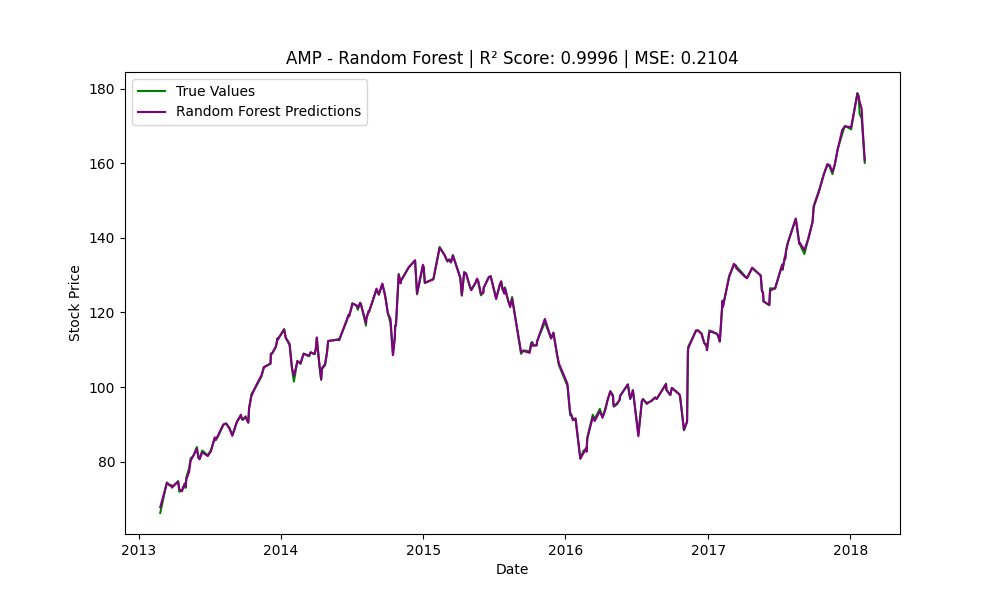 AMP - Random Forest | R² Score: 0.9996 | MSE: 0.2104
True Values
Random Forest Predictions
Stock Price
180
160
140
120
100
80
2013
2014
2015
2016
2017
2018
Date